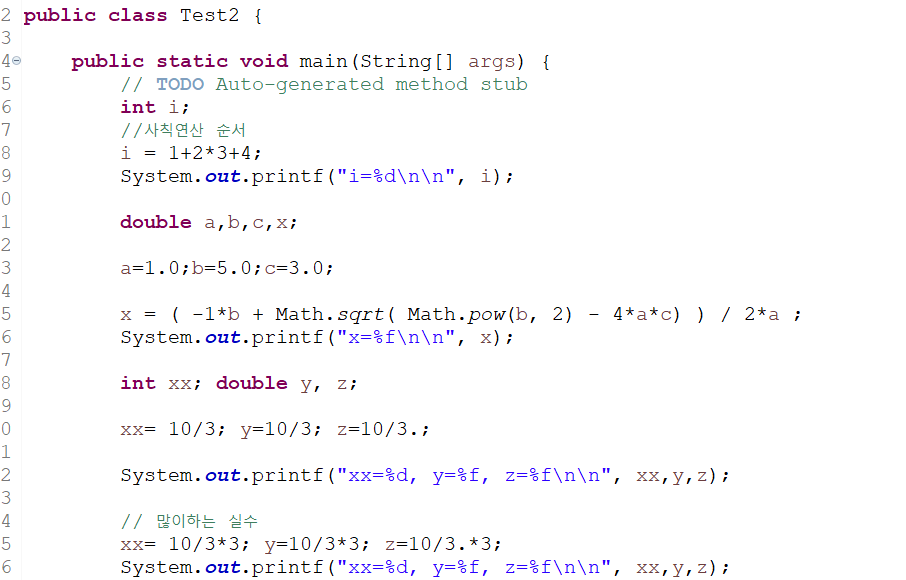 2 public class Test2 {
3
4 public static void main(String[] args) {
5 // TODO Auto-generated method stub
6 int i;
7 //사칙연산 순서
8 i = 1+2*3+4;
9 System.out.printf("i=%d\n\n", i);
0
1 double a,b,c,x;
2
3 a=1.0;b=5.0;c=3.0;
4
5 x = ( -1*b + Math.sqrt( Math.pow(b, 2) - 4*a*c) ) / 2*a ;
6 System.out.printf("x=%f\n\n", x);
7
8 int xx; double y, z;
9
0 xx= 10/3; y=10/3; z=10/3.;
1
2 System.out.printf("xx=%d, y=%f, z=%f\n\n", xx,y,z);
3
4 // 많이하는 실수
5 xx= 10/3*3; y=10/3*3; z=10/3.*3;
6 System.out.printf("xx=%d, y=%f, z=%f\n\n", xx,y,z);